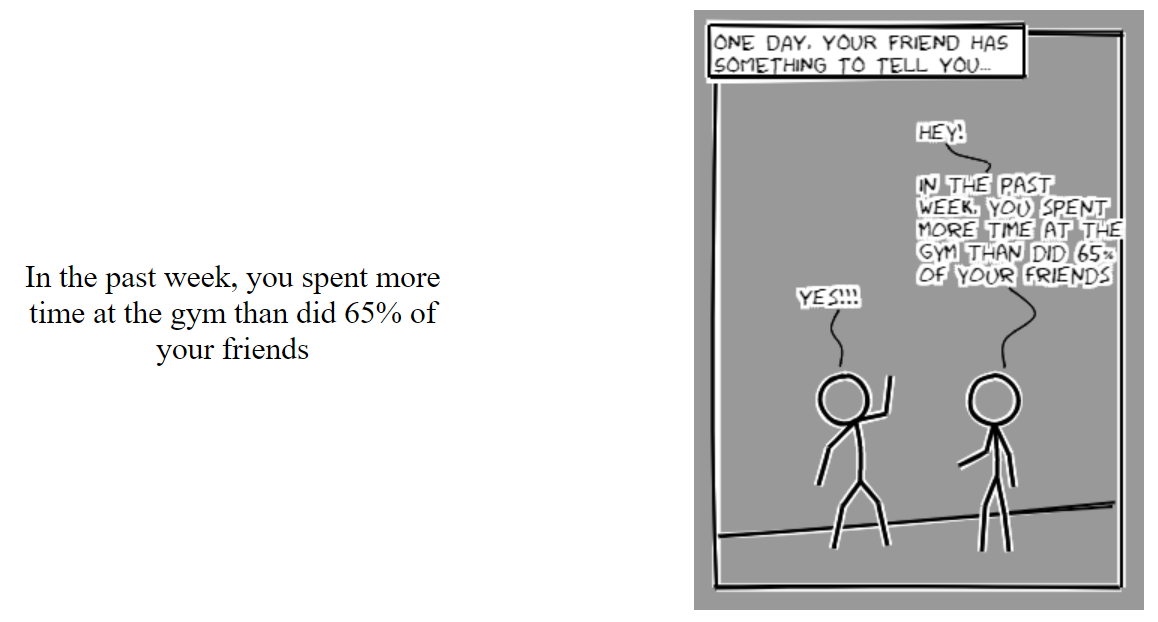 In the past week, you spent more
time at the gym than did 65% of
your friends
ONE DAY, YOUR FRIEND HAS
SOMETHING TO TELL YOU...
HEY!
IN THE PAST
WEEK, YOU SPENT
MORE TIME AT THE
GYM THAN DID 65%
OF YOUR FRIENDS
YES!!!